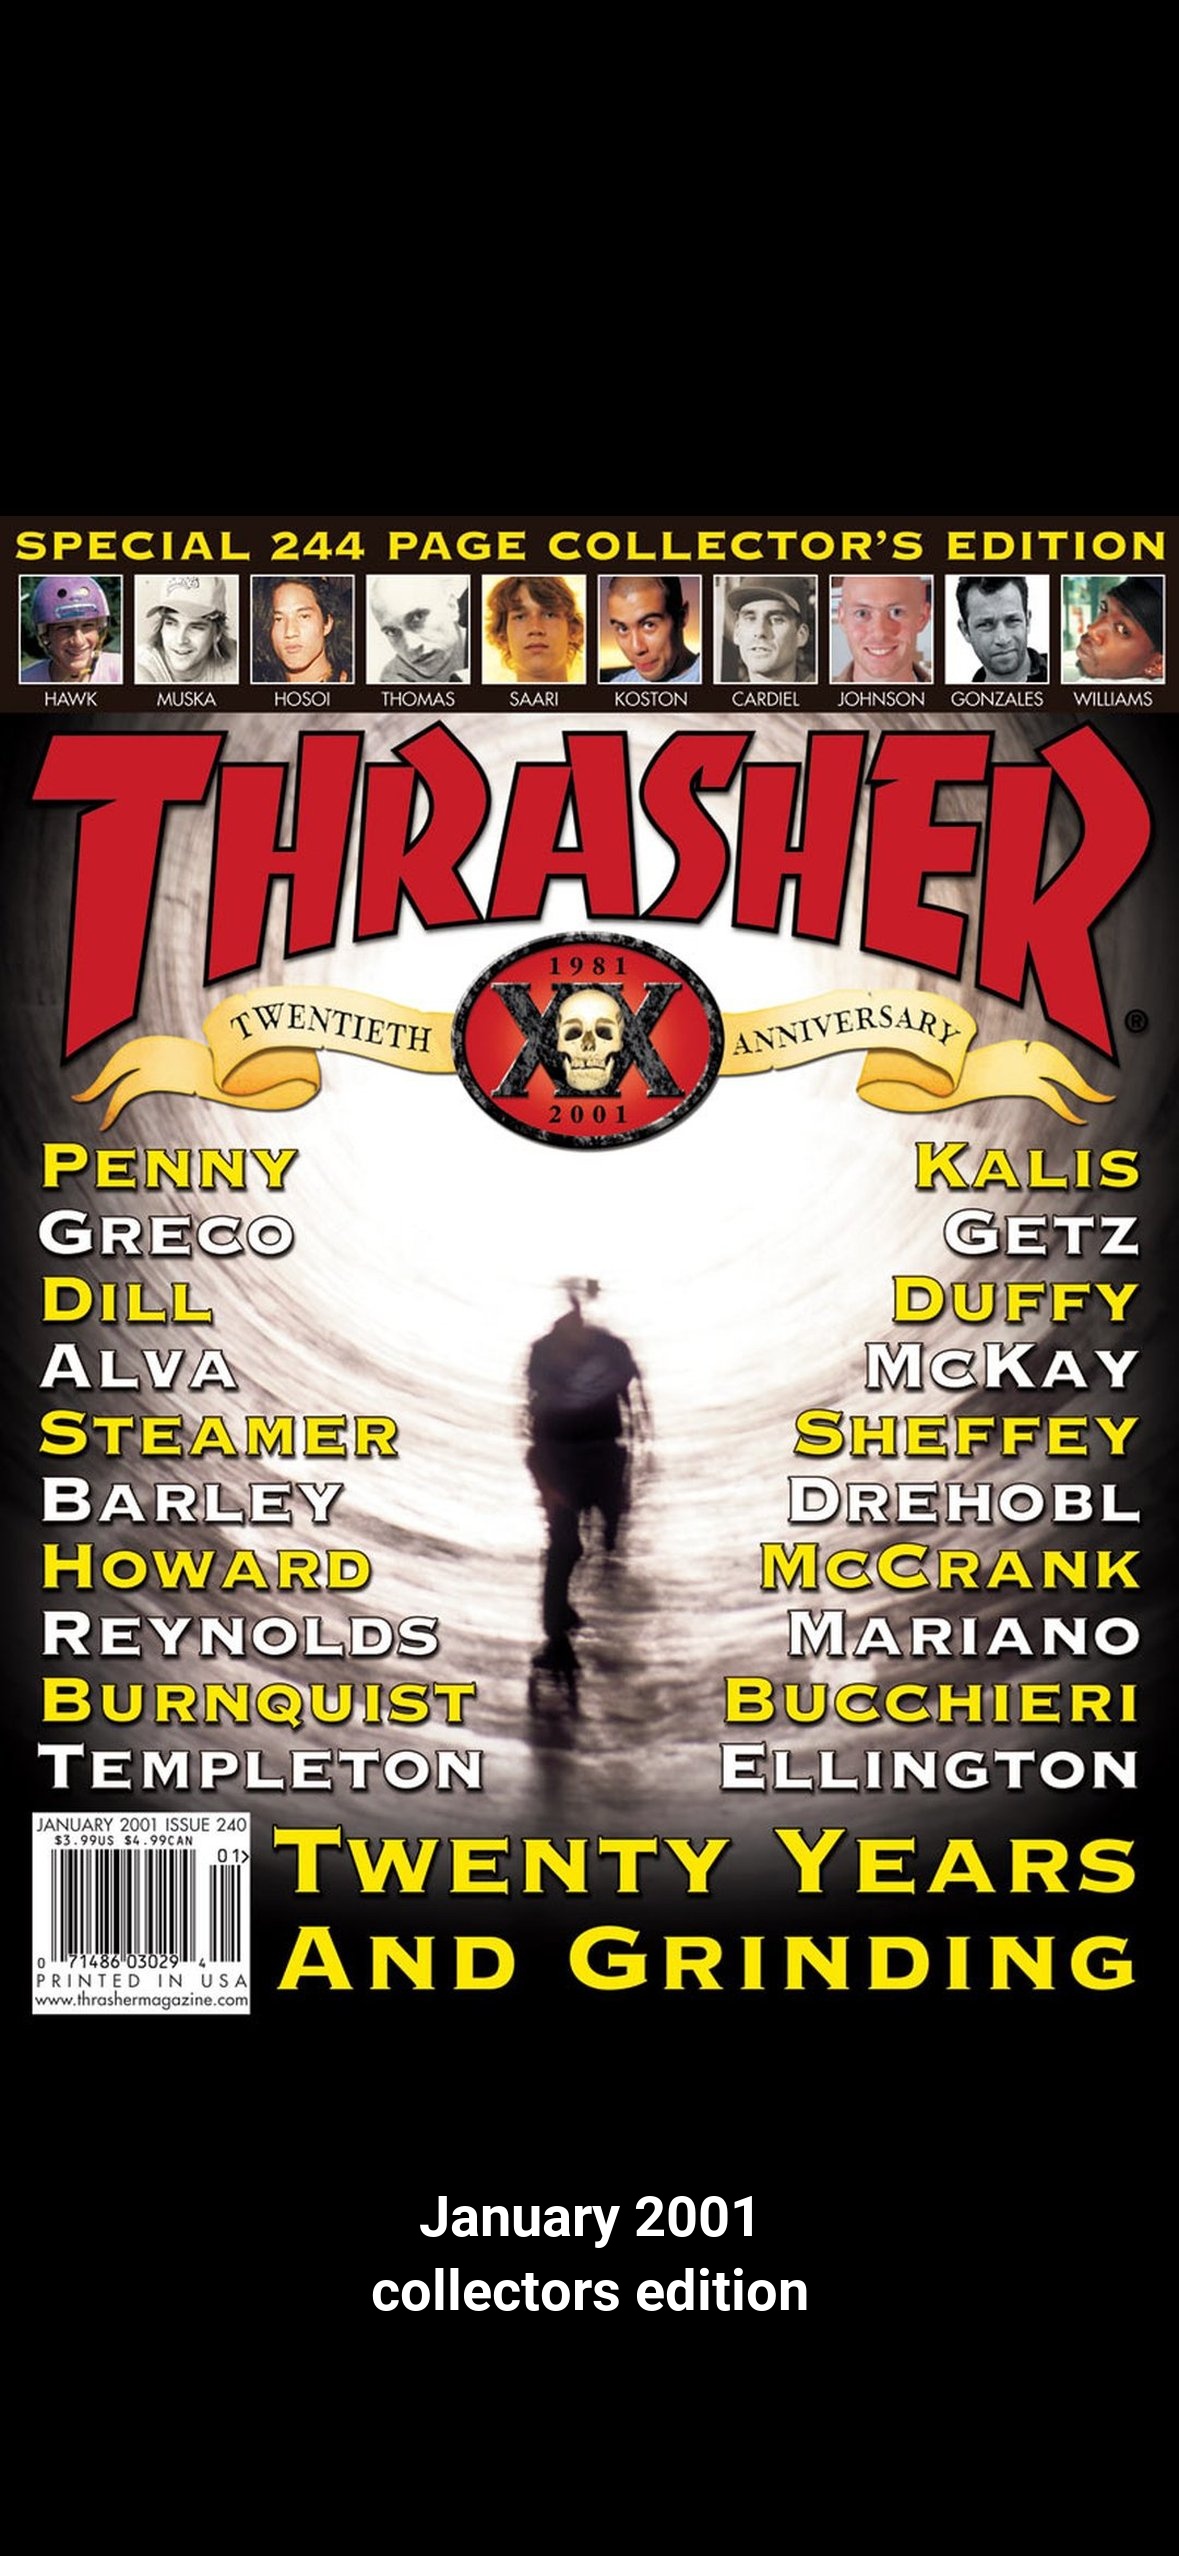 SPECIAL 244 PAGE COLLECTOR'S EDITION
HAWK MUSKA HOSOI THOMAS SAARI KOSTON CARDIEL JOHNSON GONZALES WILLIAMS
THRASHER
®
1981
TWENTIETH XX ANNIVERSARY
2001
PENNY KALIS
GRECO GETZ
DILL DUFFY
ALVA MCKAY
STEAMER SHEFFEY
BARLEY DREHOBL
HOWARD MCCRANK
REYNOLDS MARIANO
BURNQUIST BUCCHIERI
TEMPLETON ELLINGTON
JANUARY 2001 ISSUE 240
$3.99US $4.99CAN
01>
0 71486 03029 4
PRINTED IN USA
www.thrashermagazine.com
TWENTY YEARS
AND GRINDING
January 2001
collectors edition